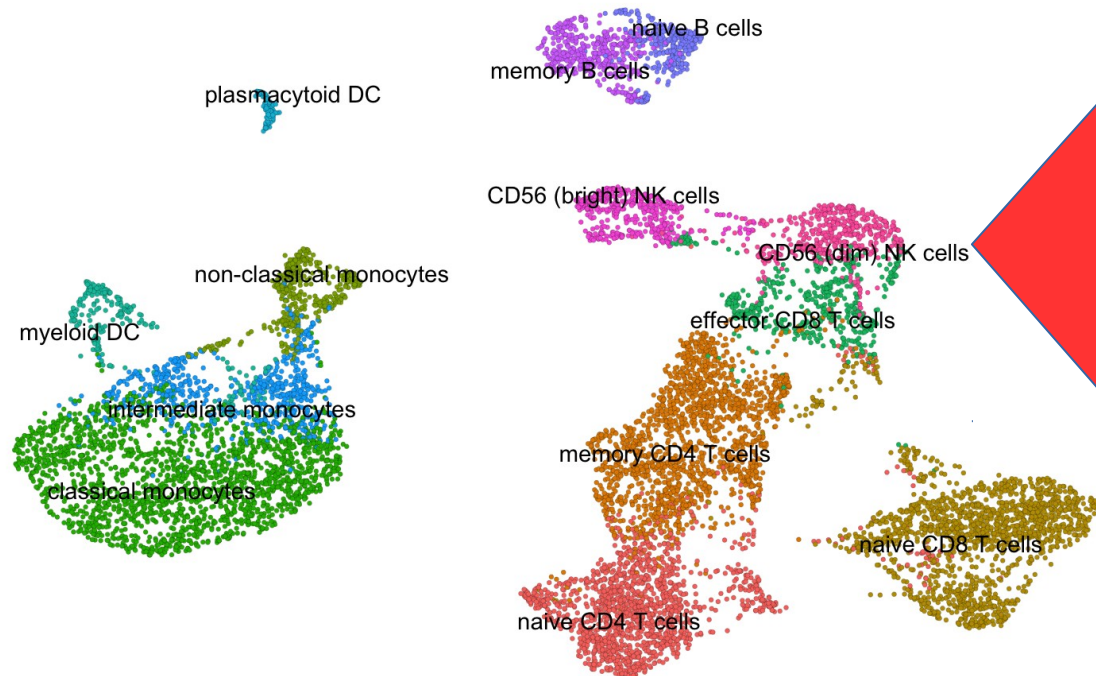 naive B cells
memory B cells
plasmacytoid DC
CD56 (bright) NK cells
CD56 (dim) NK cells
non-classical monocytes
effector CD8 T cells
myeloid DC
intermediate monocytes
memory CD4 T cells
classical monocytes
naive CD8 T cells
naive CD4 T cells